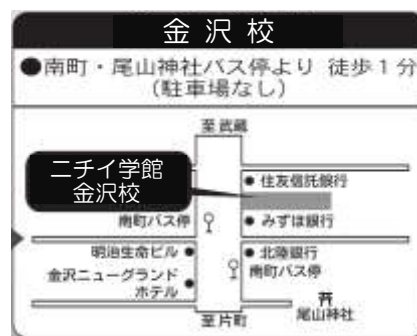 金沢校
●南町・尾山神社バス停より 徒歩1分
(駐車場なし)
至武蔵
ニチイ学館
金沢校
住友信託銀行
南町バス停
みずほ銀行
明治生命ビル
北陸銀行
金沢ニューグランド
ホテル
南町バス停
至片町
尾山神社